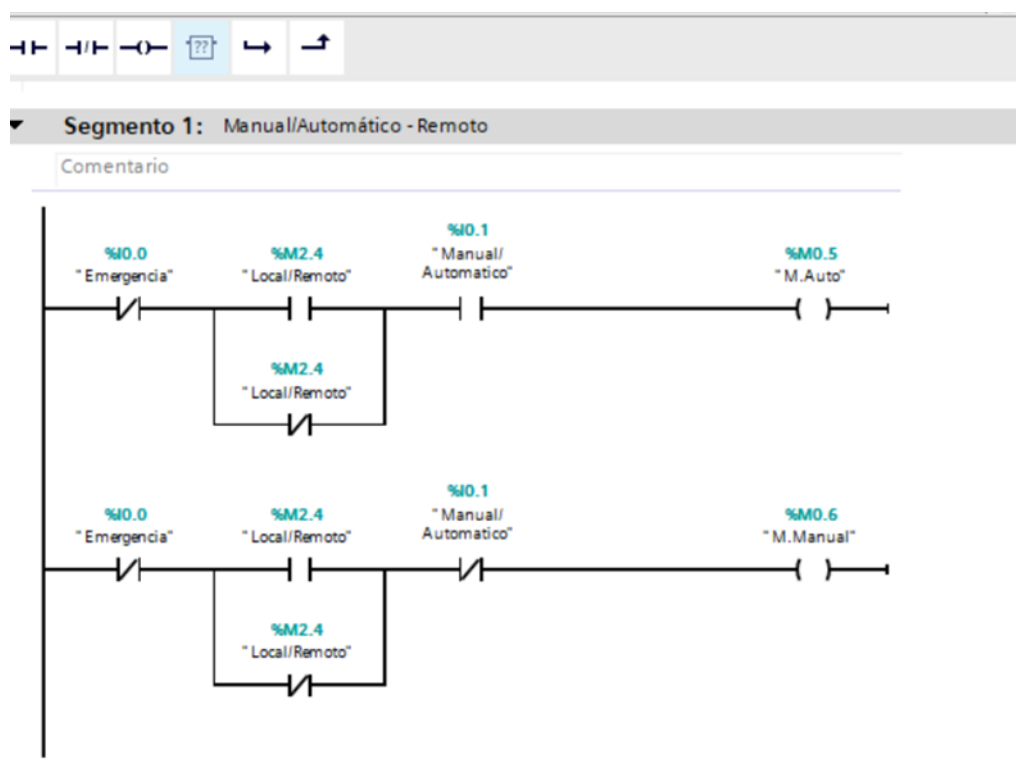 ??
Segmento 1: Manual/Automático - Remoto
Comentario
%I0.0
"Emergencia"
%M2.4
"Local/Remoto"
%I0.1
"Manual/
Automatico"
%M0.5
"M.Auto"
%M2.4
"Local/Remoto"
%I0.0
"Emergencia"
%M2.4
"Local/Remoto"
%I0.1
"Manual/
Automatico"
%M0.6
"M.Manual"
%M2.4
"Local/Remoto"